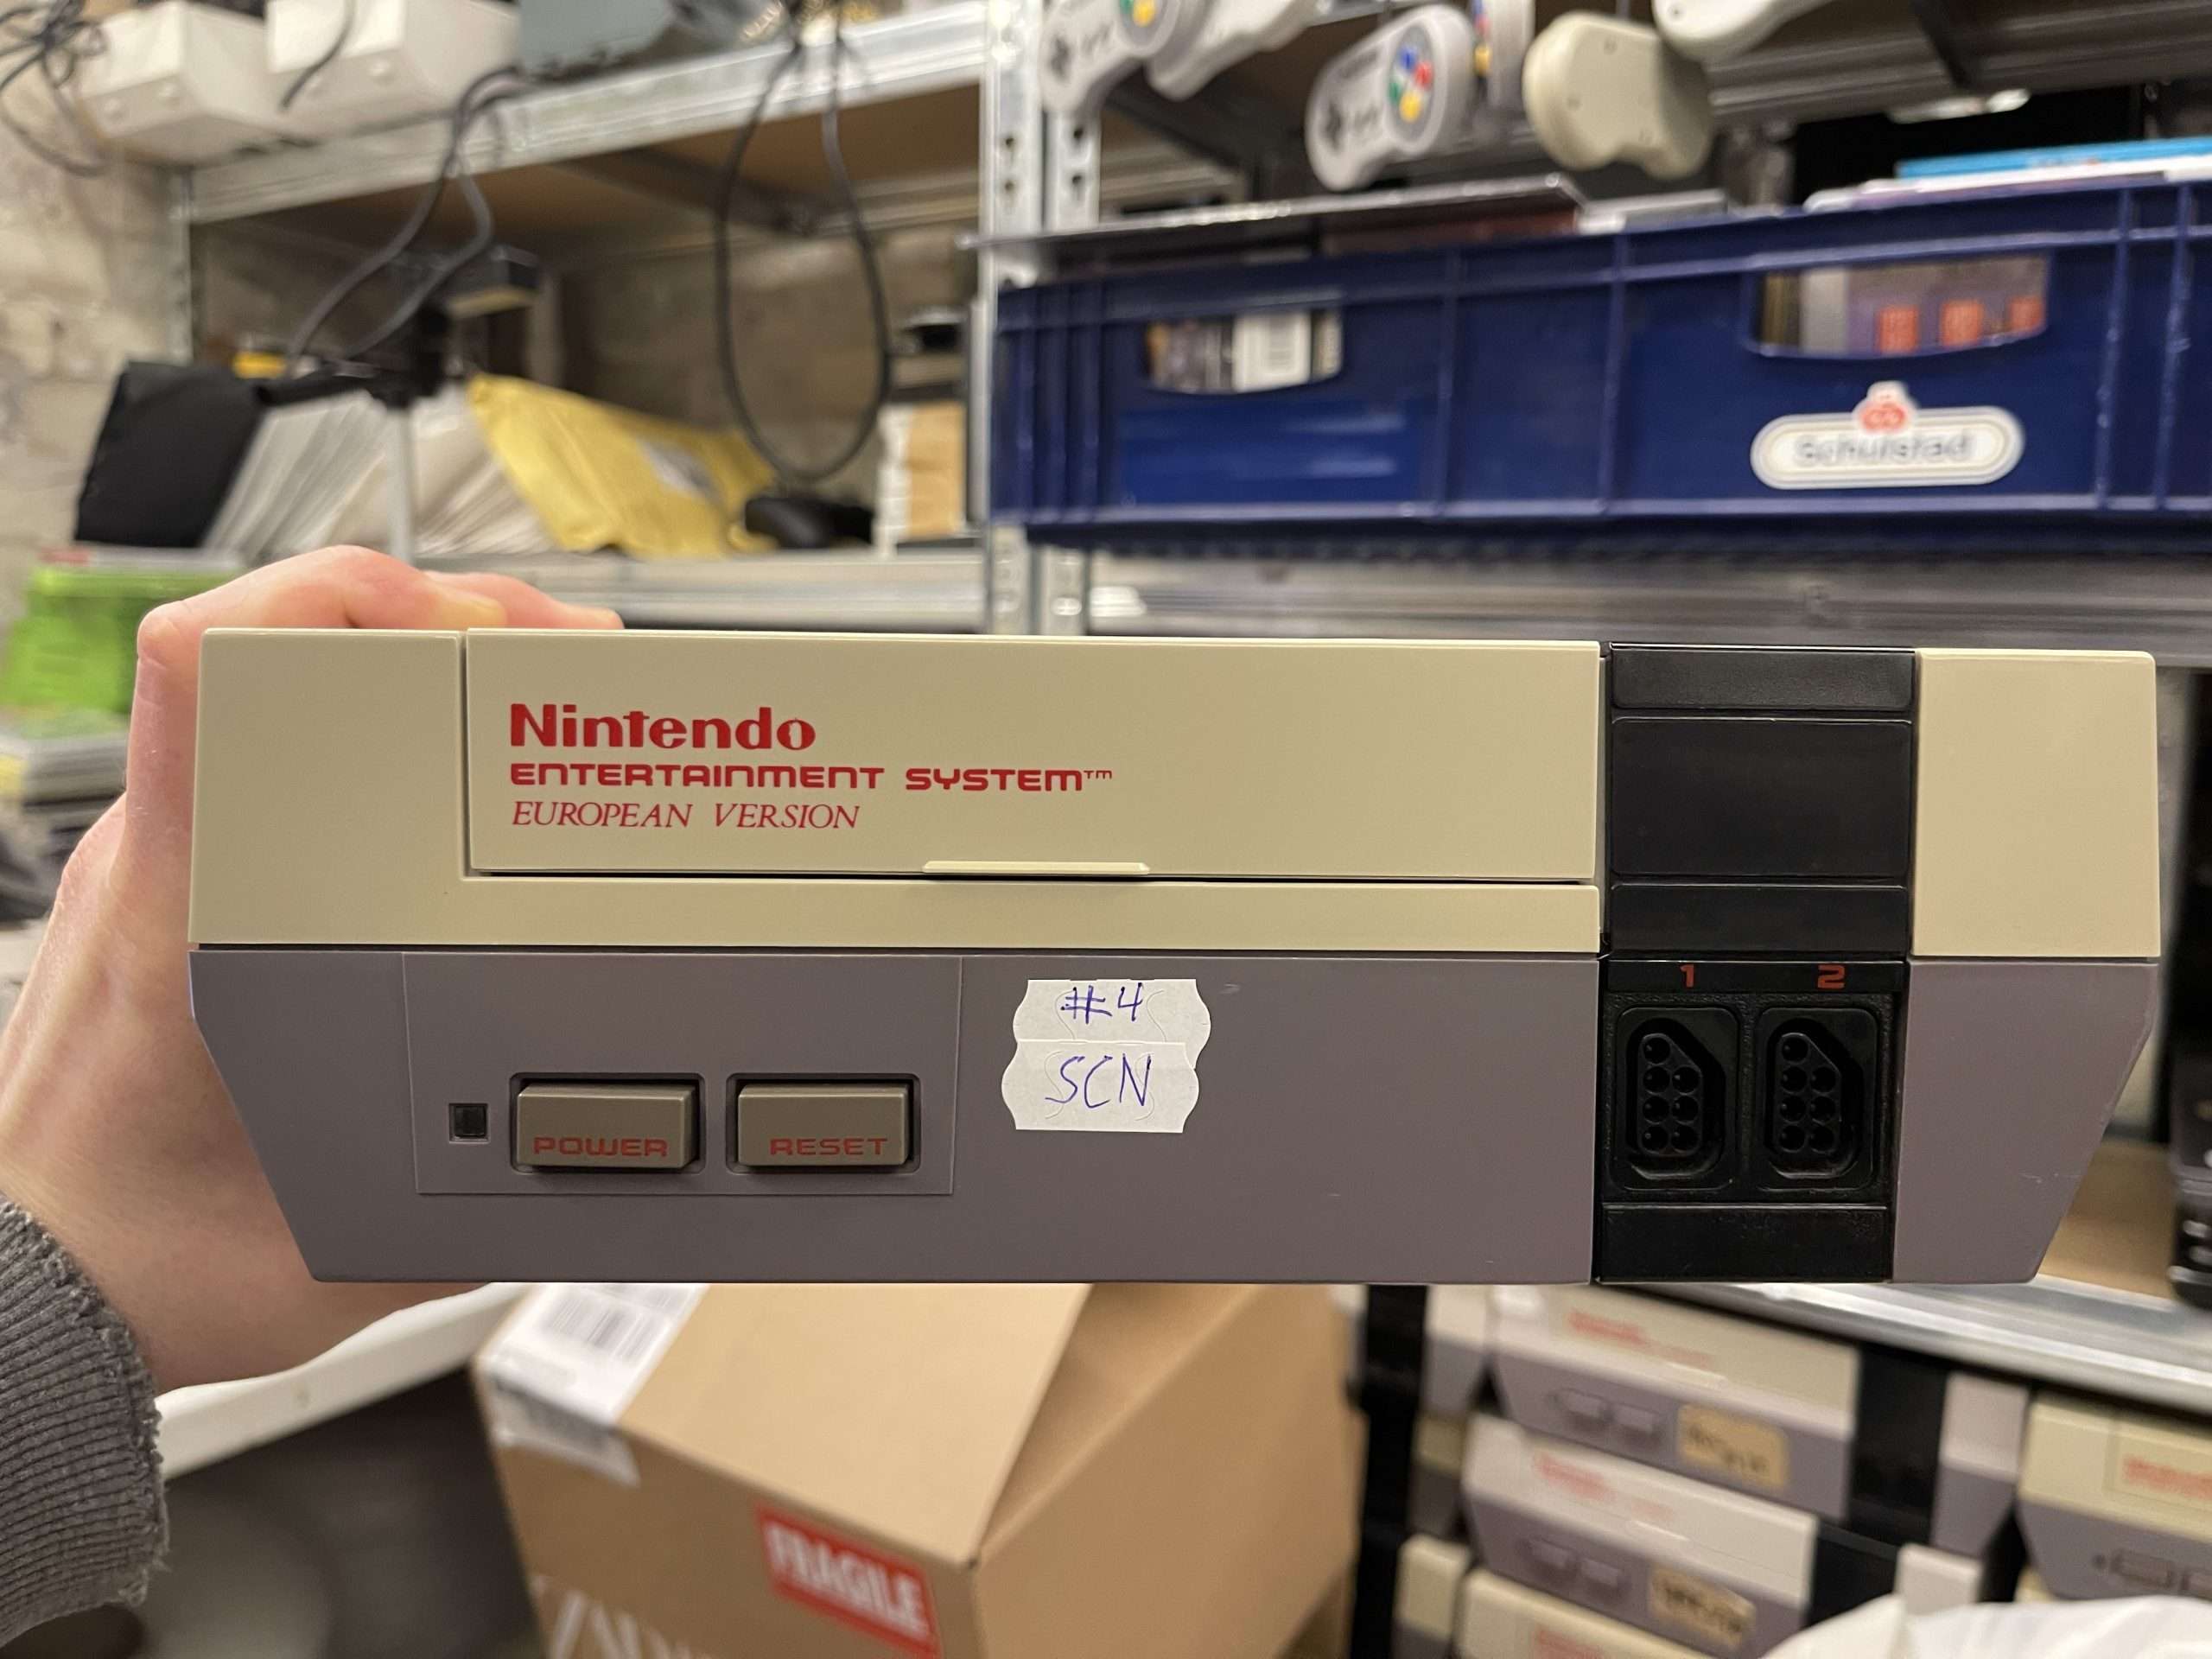 Schulstad
Nintendo
ENTERTAINMENT SYSTEM™
EUROPEAN VERSION
1 2
#4
SCN
POWER RESET
FRAGILE